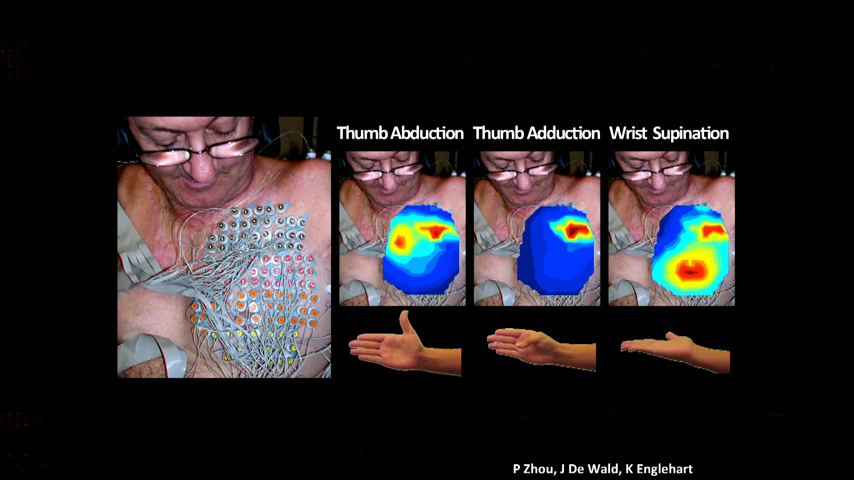 Thumb Abduction
Thumb Adduction
Wrist Supination
P Zhou, J De Wald, K Englehart